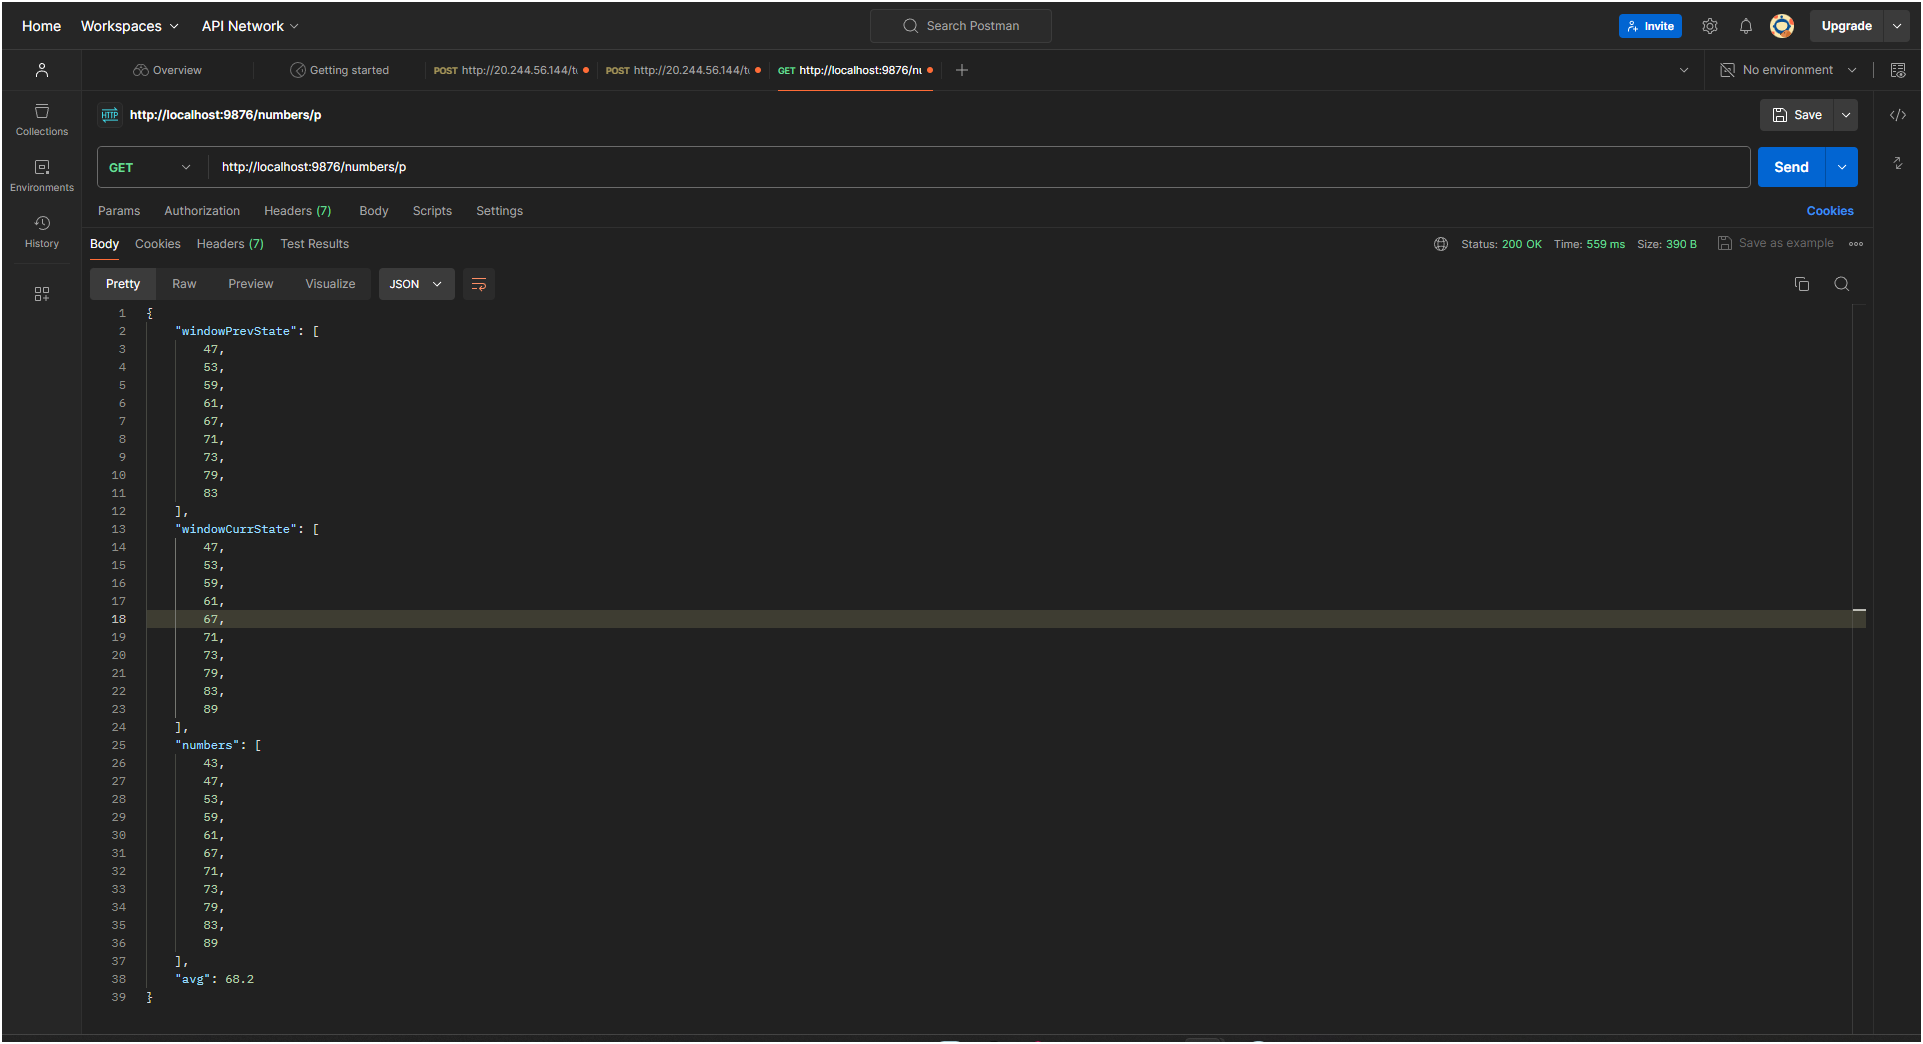 Home Workspaces API Network Search Postman Invite Upgrade
Overview Getting started POST http://20.244.56.144/t POST http://20.244.56.144/t GET http://localhost:9876/nu No environment
HTTP http://localhost:9876/numbers/p Save
Collections
GET http://localhost:9876/numbers/p Send
Environments
Params Authorization Headers (7) Body Scripts Settings Cookies
History
Body Cookies Headers (7) Test Results Status: 200 OK Time: 559 ms Size: 390 B Save as example
Pretty Raw Preview Visualize JSON
1 {
2 "windowPrevState": [
3 47,
4 53,
5 59,
6 61,
7 67,
8 71,
9 73,
10 79,
11 83
12 ],
13 "windowCurrState": [
14 47,
15 53,
16 59,
17 61,
18 67,
19 71,
20 73,
21 79,
22 83,
23 89
24 ],
25 "numbers": [
26 43,
27 47,
28 53,
29 59,
30 61,
31 67,
32 71,
33 73,
34 79,
35 83,
36 89
37 ],
38 "avg": 68.2
39 }